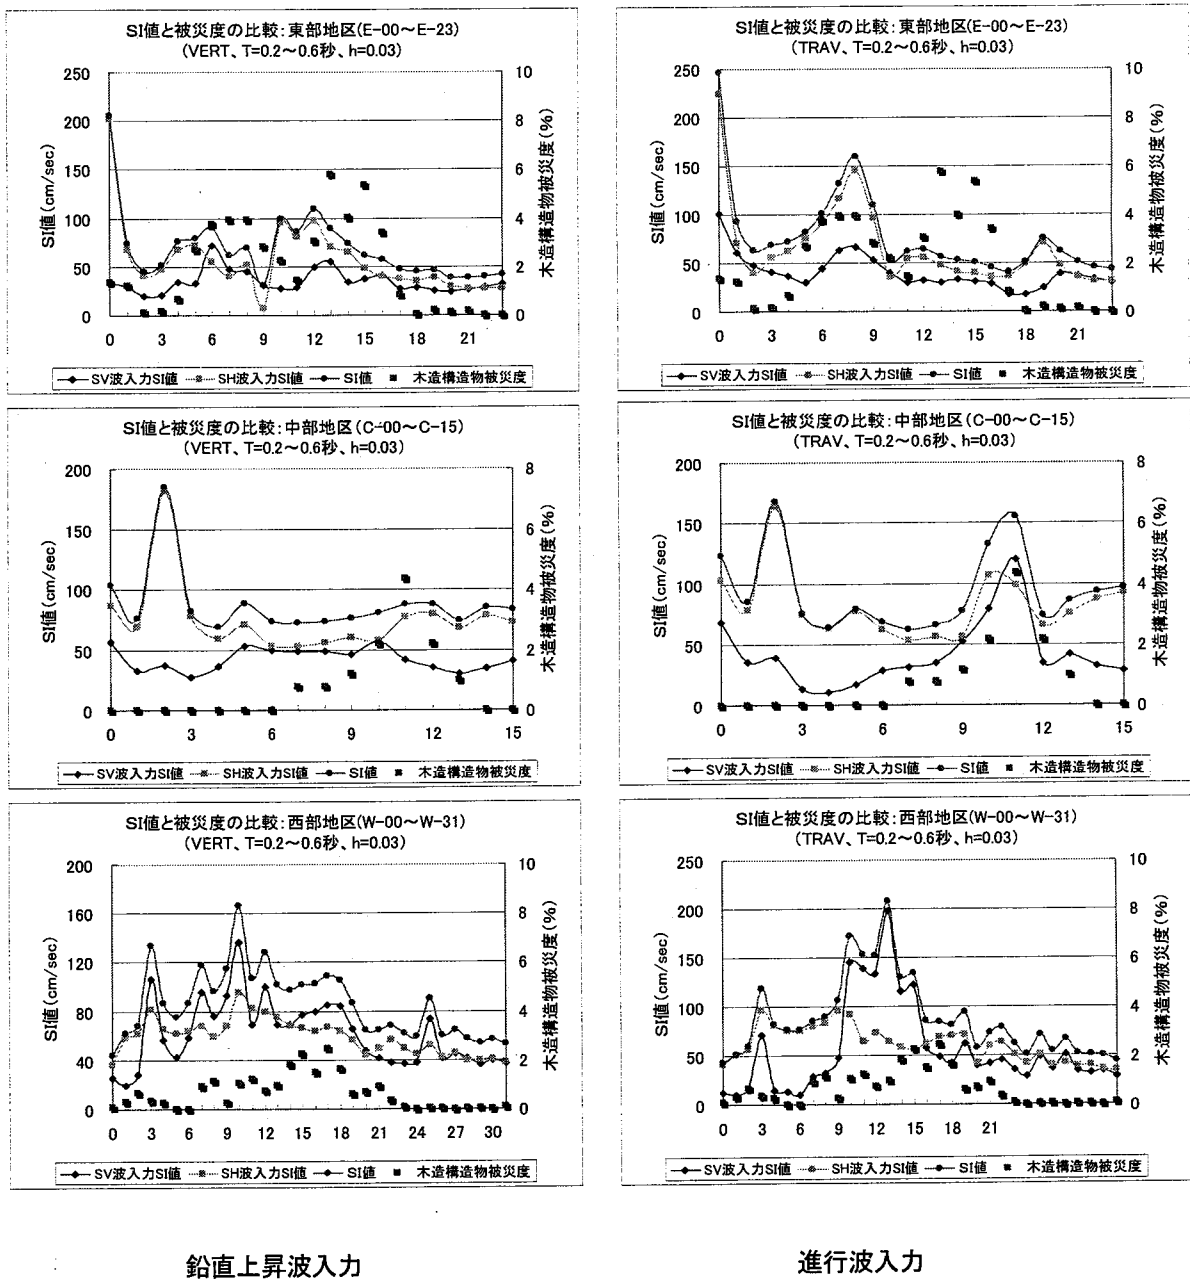 SI値と被災度の比較：東部地区(E-00～E-23)
(VERT、T=0.2～0.6秒、h=0.03)
250
200
150
100
50
0
10
8
6
4
2
0
0 3 6 9 12 15 18 21
SI値(cm/sec)
木造構造物被災度(%)
SV波入力SI値 SH波入力SI値 SI値 木造構造物被災度
SI値と被災度の比較：東部地区(E-00～E-23)
(TRAV、T=0.2～0.6秒、h=0.03)
250
200
150
100
50
0
10
8
6
4
2
0
0 3 6 9 12 15 18 21
SI値(cm/sec)
木造構造物被災度(%)
SV波入力SI値 SH波入力SI値 SI値 木造構造物被災度
SI値と被災度の比較：中部地区(C-00～C-15)
(VERT、T=0.2～0.6秒、h=0.03)
200
150
100
50
0
8
6
4
2
0
0 3 6 9 12 15
SI値(cm/sec)
木造構造物被災度(%)
SV波入力SI値 SH波入力SI値 SI値 木造構造物被災度
SI値と被災度の比較：中部地区(C-00～C-15)
(TRAV、T=0.2～0.6秒、h=0.03)
200
150
100
50
0
8
6
4
2
0
0 3 6 9 12 15
SI値(cm/sec)
木造構造物被災度(%)
SV波入力SI値 SH波入力SI値 SI値 木造構造物被災度
SI値と被災度の比較：西部地区(W-00～W-31)
(VERT、T=0.2～0.6秒、h=0.03)
200
160
120
80
40
0
10
8
6
4
2
0
0 3 6 9 12 15 18 21 24 27 30
SI値(cm/sec)
木造構造物被災度(%)
SV波入力SI値 SH波入力SI値 SI値 木造構造物被災度
SI値と被災度の比較：西部地区(W-00～W-31)
(TRAV、T=0.2～0.6秒、h=0.03)
250
200
150
100
50
0
10
8
6
4
2
0
0 3 6 9 12 15 18 21
SI値(cm/sec)
木造構造物被災度(%)
SV波入力SI値 SH波入力SI値 SI値 木造構造物被災度
鉛直上昇波入力
進行波入力